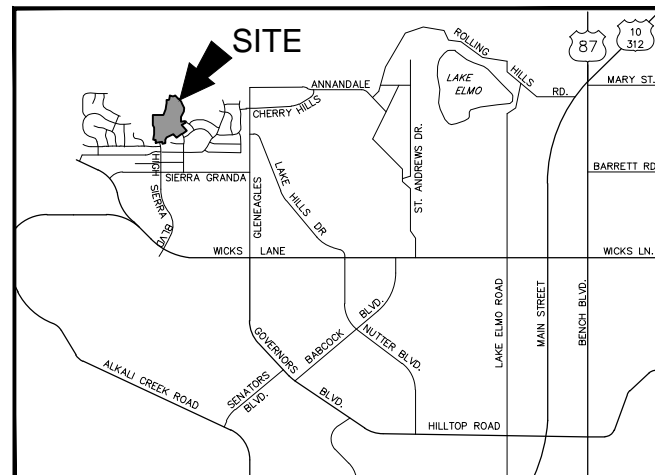 SITE
ROLLING
HILLS
RD.
87
10
312
MARY ST.
LAKE
ELMO
ANNANDALE
CHERRY HILLS
ST. ANDREWS DR.
BARRETT RD
HIGH SIERRA BLVD
SIERRA GRANDA
GLENEAGLES
LAKE HILLS DR
WICKS LANE
WICKS LN.
LAKE ELMO ROAD
MAIN STREET
BENCH BLVD.
GOVERNORS
BLVD.
BABCOCK BLVD.
NUTTER BLVD.
SENATORS
BLVD.
ALKALI CREEK ROAD
HILLTOP ROAD